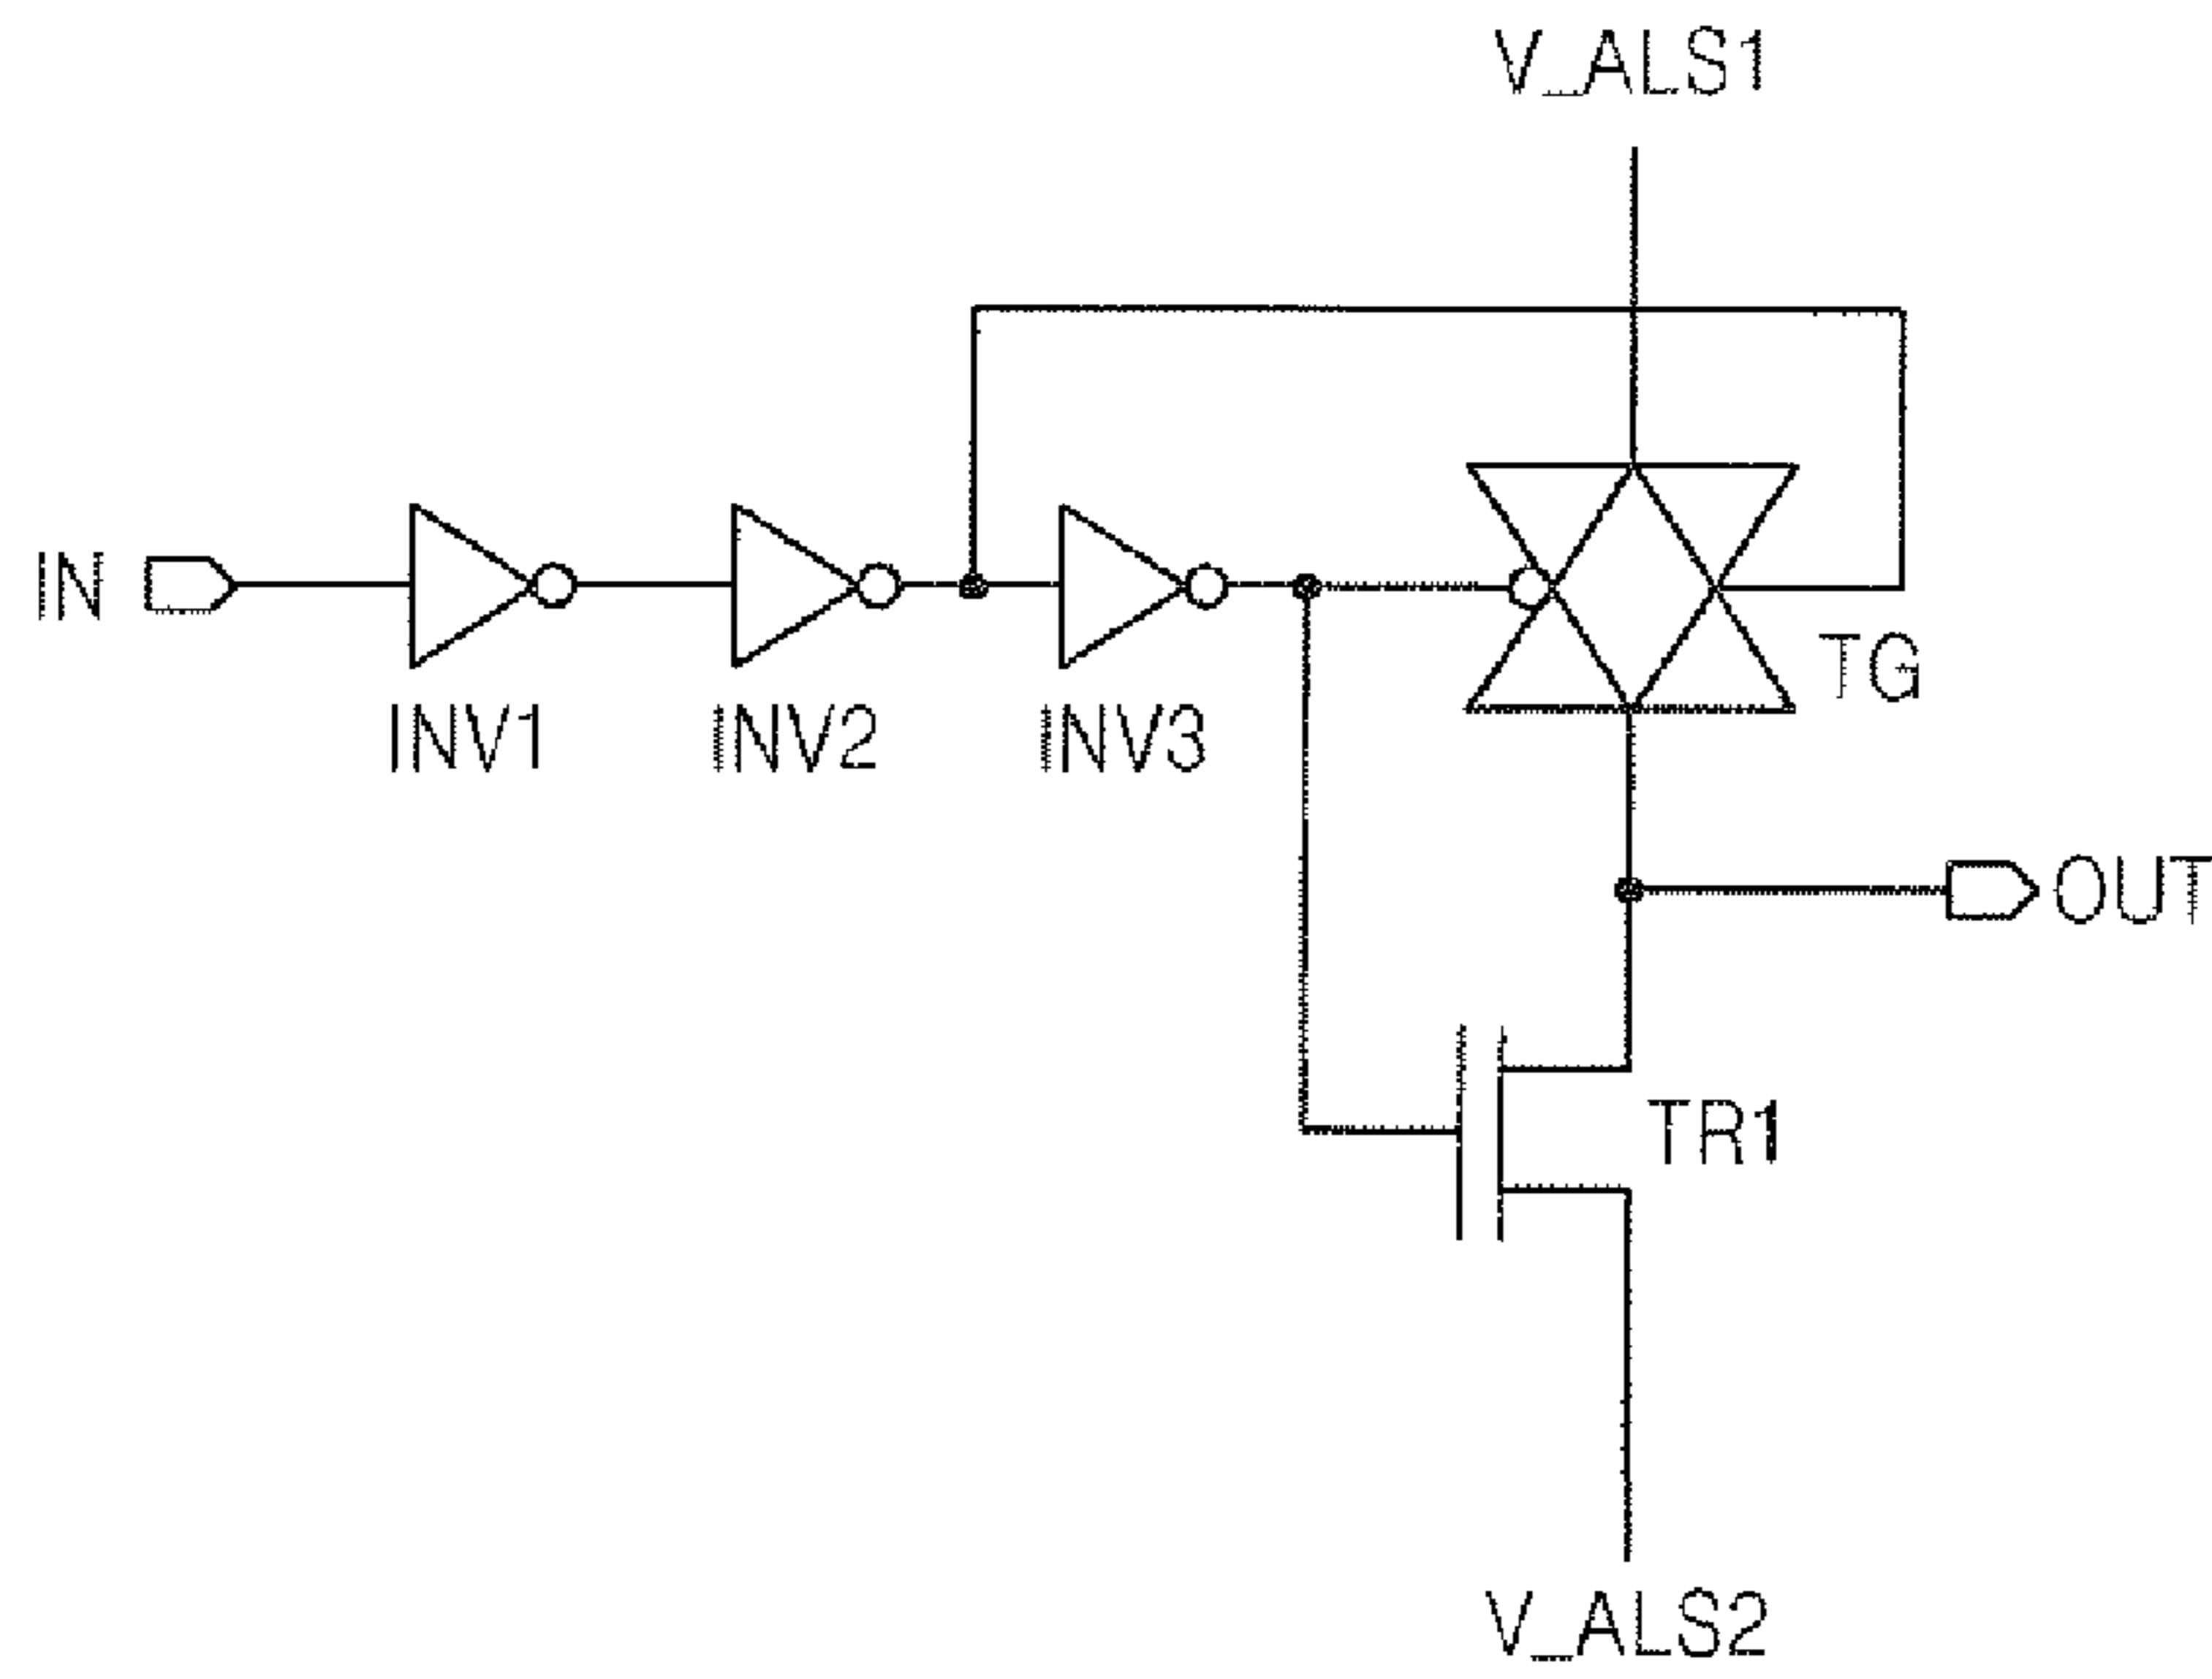 V_ALS1
IN
TG
INV1
INV2
INV3
OUT
TR1
V_ALS2